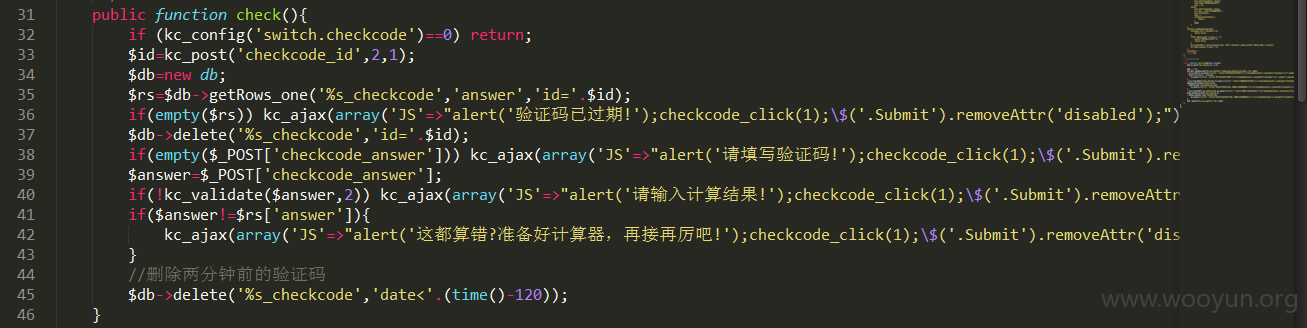 31 public function check(){
32 if (kc_config('switch.checkcode')==0) return;
33 $id=kc_post('checkcode_id',2,1);
34 $db=new db;
35 $rs=$db->getRows_one('%s_checkcode','answer','id='.$id);
36 if(empty($rs)) kc_ajax(array('JS'=>"alert('验证码已过期!');checkcode_click(1);\$('.Submit').removeAttr('disabled');")
37 $db->delete('%s_checkcode','id='.$id);
38 if(empty($_POST['checkcode_answer'])) kc_ajax(array('JS'=>"alert('请填写验证码!');checkcode_click(1);\$('.Submit').re
39 $answer=$_POST['checkcode_answer'];
40 if(!kc_validate($answer,2)) kc_ajax(array('JS'=>"alert('请输入计算结果!');checkcode_click(1);\$('.Submit').removeAttr
41 if($answer!=$rs['answer']){
42 kc_ajax(array('JS'=>"alert('这都算错?准备好计算器，再接再厉吧!');checkcode_click(1);\$('.Submit').removeAttr('dis
43 }
44 //删除两分钟前的验证码
45 $db->delete('%s_checkcode','date<'.(time()-120));
46 }
www.wooyun.org